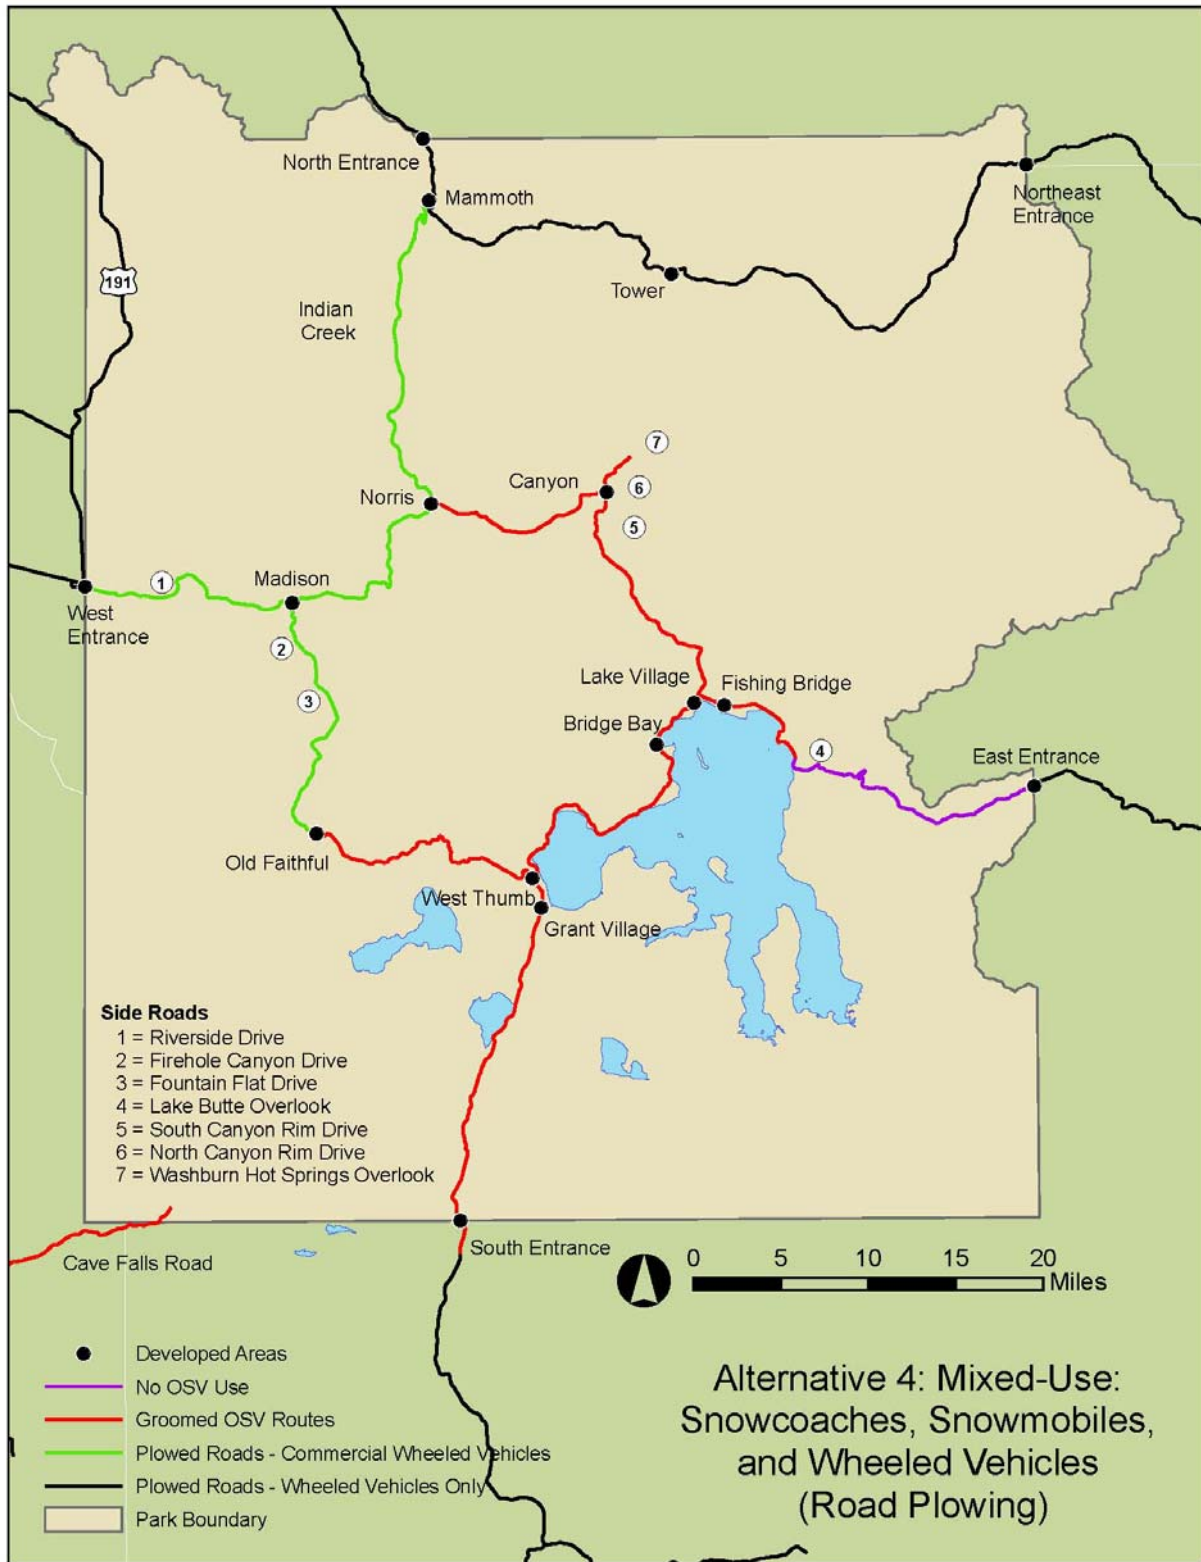 North Entrance
Mammoth
Northeast
Entrance
191
Tower
Indian
Creek
7
Canyon
6
Norris
5
1
Madison
West
Entrance
2
Lake Village
Fishing Bridge
3
Bridge Bay
4
East Entrance
Old Faithful
West Thumb
Grant Village
Side Roads
1 = Riverside Drive
2 = Firehole Canyon Drive
3 = Fountain Flat Drive
4 = Lake Butte Overlook
5 = South Canyon Rim Drive
6 = North Canyon Rim Drive
7 = Washburn Hot Springs Overlook
South Entrance
Cave Falls Road
0 5 10 15 20
Miles
Developed Areas
No OSV Use
Groomed OSV Routes
Plowed Roads - Commercial Wheeled Vehicles
Plowed Roads - Wheeled Vehicles Only
Park Boundary
Alternative 4: Mixed-Use:
Snowcoaches, Snowmobiles,
and Wheeled Vehicles
(Road Plowing)